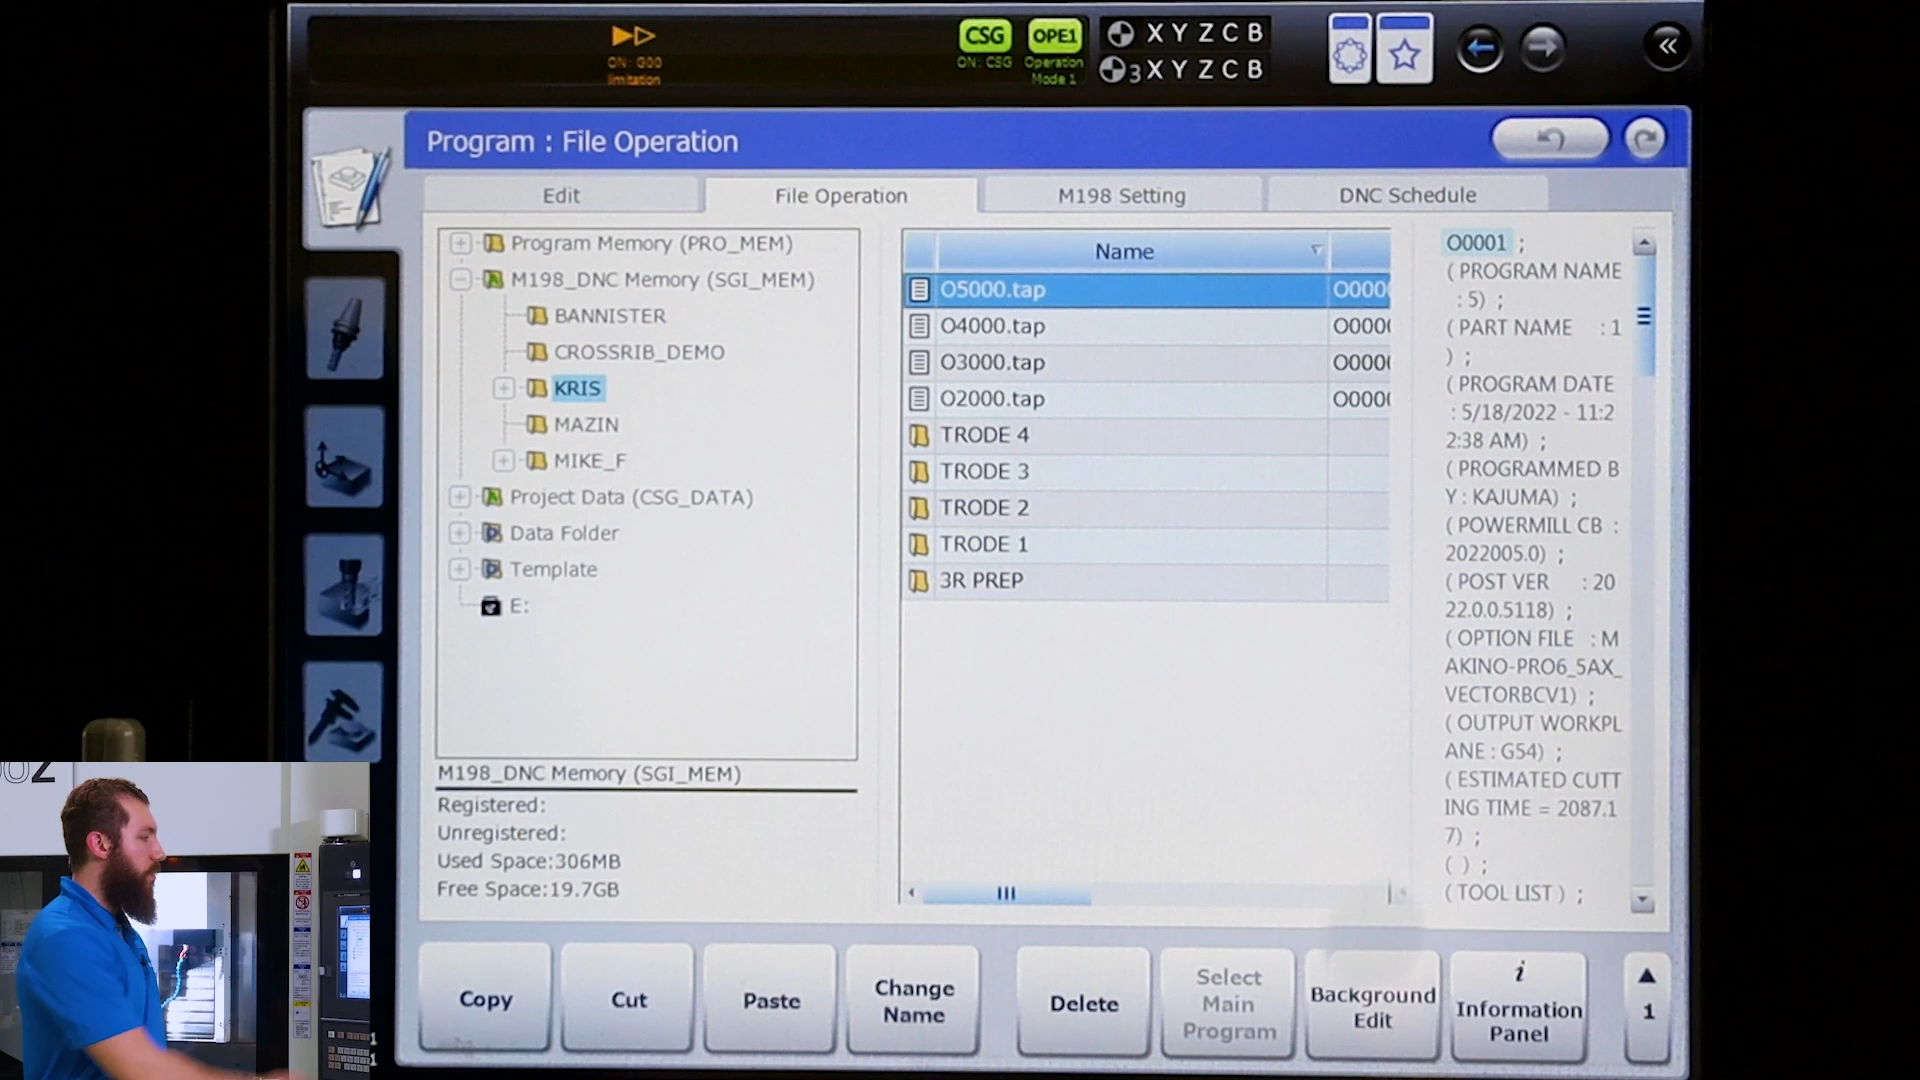 ON: G00
limitation
CSG
ON: CSG
OPE1
Operation
Mode 1
X Y Z C B
3 X Y Z C B
Program : File Operation
Edit
File Operation
M198 Setting
DNC Schedule
Program Memory (PRO_MEM)
M198_DNC Memory (SGI_MEM)
BANNISTER
CROSSRIB_DEMO
KRIS
MAZIN
MIKE_F
Project Data (CSG_DATA)
Data Folder
Template
E:
M198_DNC Memory (SGI_MEM)
Registered:
Unregistered:
Used Space:306MB
Free Space:19.7GB
Name
O5000.tap O000
O4000.tap O000
O3000.tap O000
O2000.tap O000
TRODE 4
TRODE 3
TRODE 2
TRODE 1
3R PREP
O0001 ;
( PROGRAM NAME
: 5) ;
( PART NAME : 1
) ;
( PROGRAM DATE
: 5/18/2022 - 11:2
2:38 AM) ;
( PROGRAMMED B
Y : KAJUMA) ;
( POWERMILL CB :
2022005.0) ;
( POST VER : 20
22.0.0.5118) ;
( OPTION FILE : M
AKINO-PRO6_5AX_
VECTORBCV1) ;
( OUTPUT WORKPL
ANE : G54) ;
( ESTIMATED CUTT
ING TIME = 2087.1
7) ;
( ) ;
( TOOL LIST ) ;
Copy
Cut
Paste
Change
Name
Delete
Select
Main
Program
Background
Edit
i
Information
Panel
1